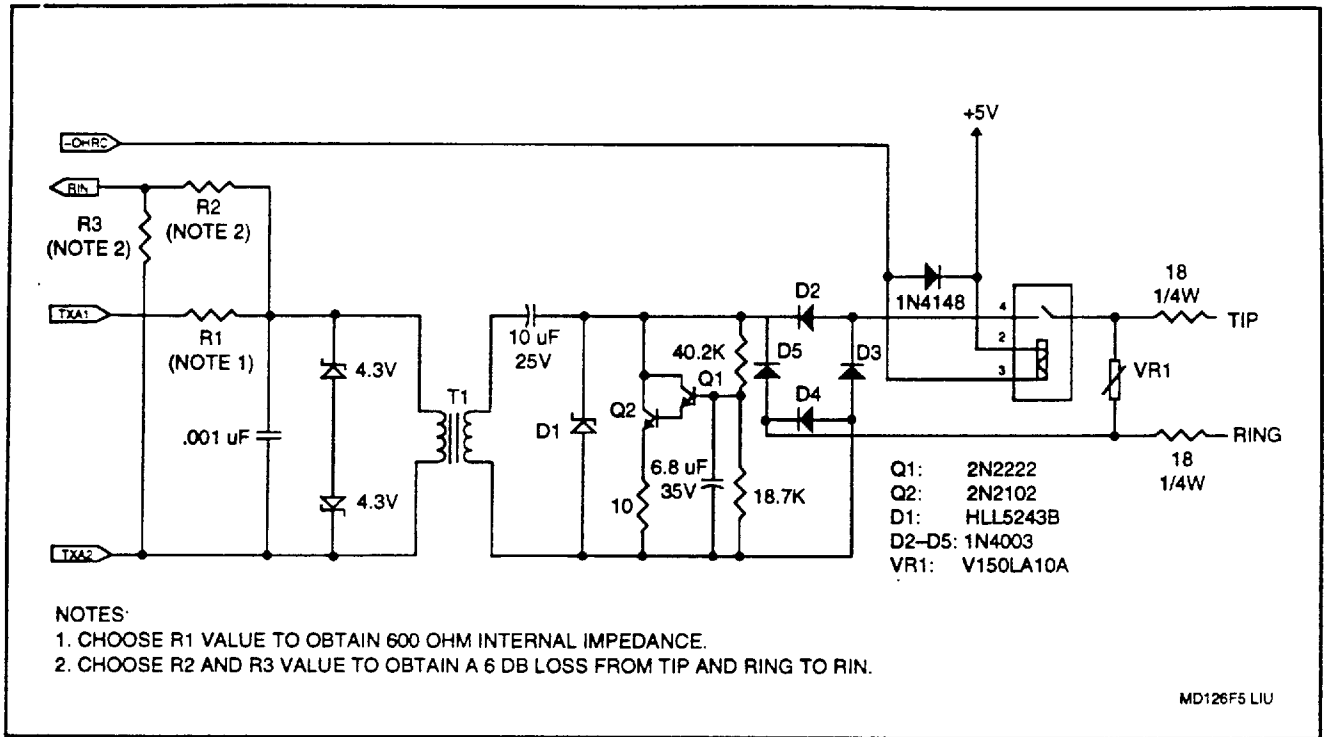 +5V
~OHRC
RIN
R2
(NOTE 2)
R3
(NOTE 2)
TXA1
R1
(NOTE 1)
4.3V
.001 uF
4.3V
TXA2
T1
10 uF
25V
D1
Q2
Q1
40.2K
10
6.8 uF
35V
18.7K
D2
D5
D3
D4
1N4148
4
2
3
18
1/4W
TIP
VR1
RING
18
1/4W
Q1: 2N2222
Q2: 2N2102
D1: HLL5243B
D2–D5: 1N4003
VR1: V150LA10A
NOTES:
1. CHOOSE R1 VALUE TO OBTAIN 600 OHM INTERNAL IMPEDANCE.
2. CHOOSE R2 AND R3 VALUE TO OBTAIN A 6 DB LOSS FROM TIP AND RING TO RIN.
MD126F5 LIU